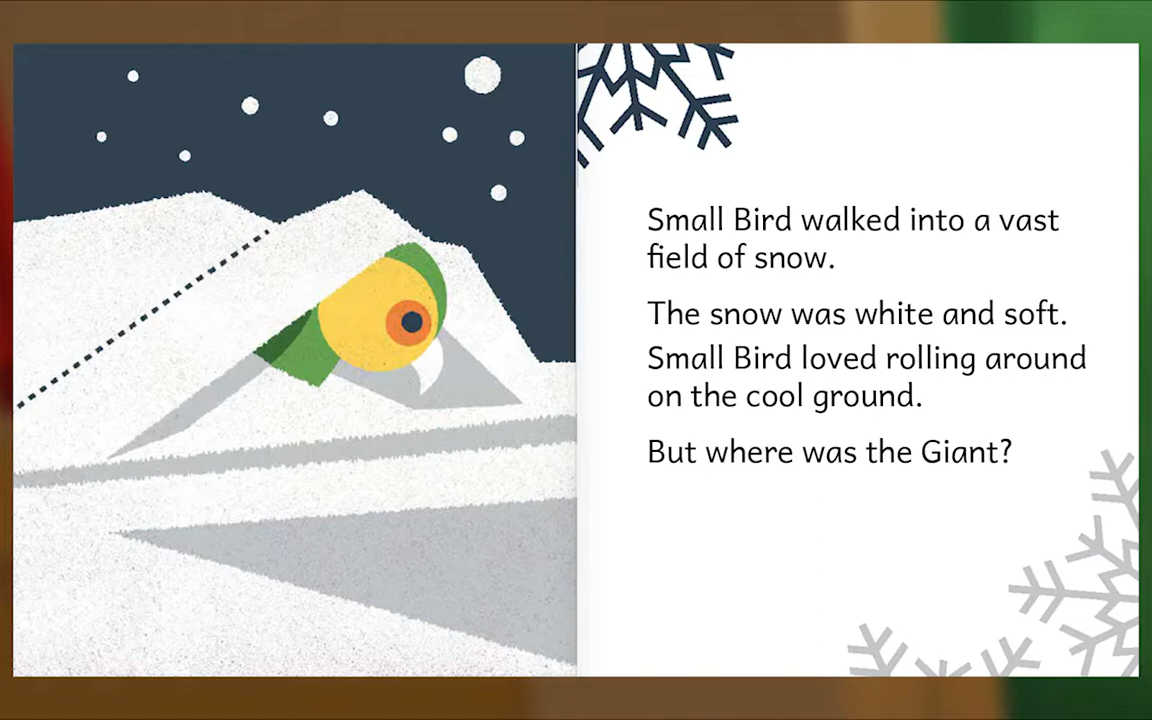 Small Bird walked into a vast
field of snow.
The snow was white and soft.
Small Bird loved rolling around
on the cool ground.
But where was the Giant?